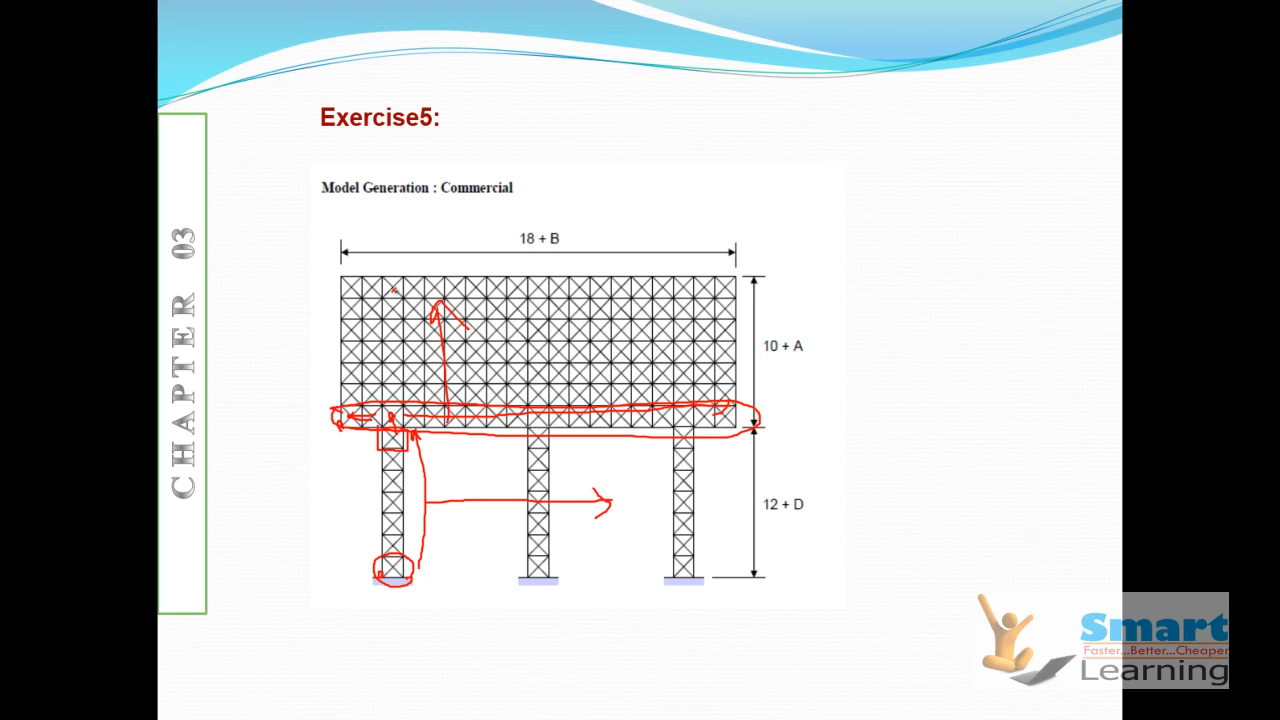 Exercise5:
Model Generation : Commercial
18 + B
10 + A
12 + D
CHAPTER 03
Smart
Faster...Better...Cheaper
Learning